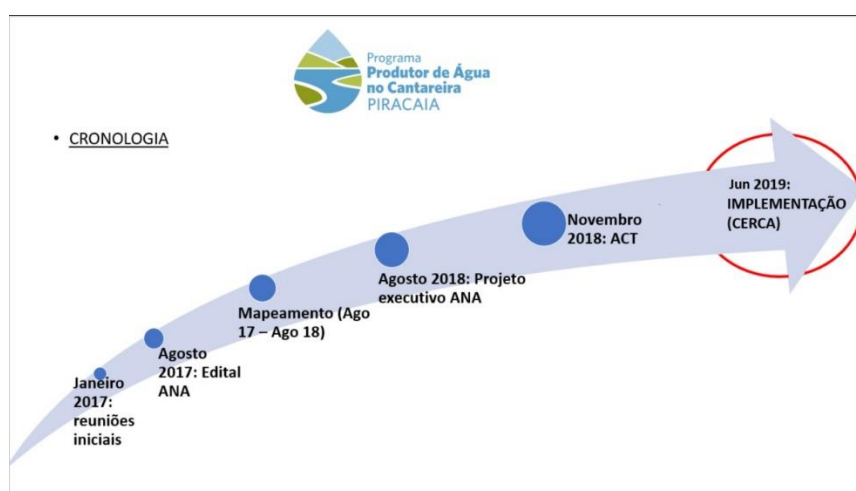 Programa
Produtor de Água
no Cantareira
PIRACAIA
• CRONOLOGIA
Janeiro
2017:
reuniões
iniciais
Agosto
2017: Edital
ANA
Mapeamento (Ago
17 – Ago 18)
Agosto 2018: Projeto
executivo ANA
Novembro
2018: ACT
Jun 2019:
IMPLEMENTAÇÃO
(CERCA)